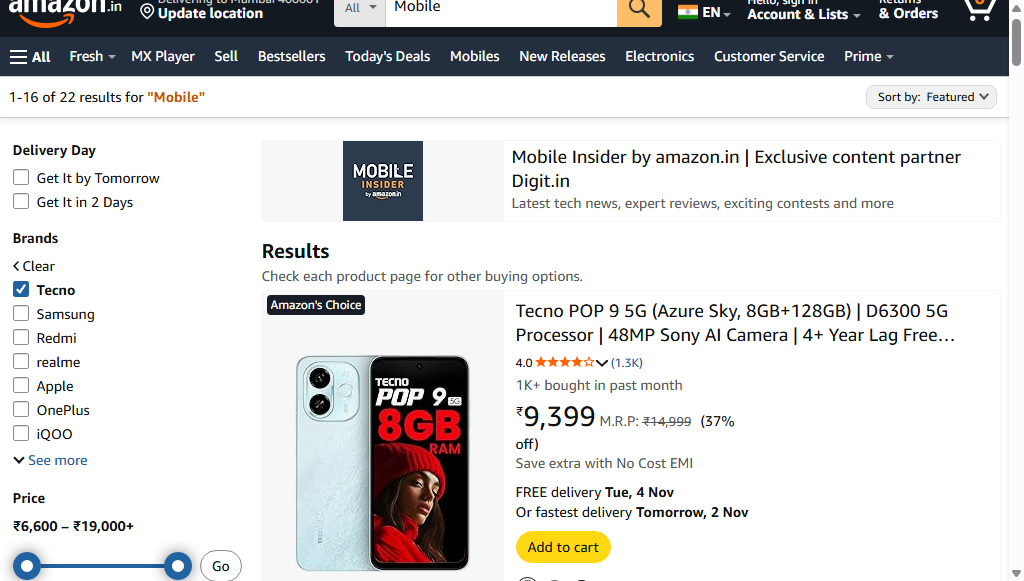 amazon.in
Delivering to Mumbai 400001
Update location
All
Mobile
EN
Hello, sign in
Account & Lists
Returns
& Orders
All
Fresh
MX Player
Sell
Bestsellers
Today's Deals
Mobiles
New Releases
Electronics
Customer Service
Prime
1-16 of 22 results for "Mobile"
Sort by: Featured
Delivery Day
Get It by Tomorrow
Get It in 2 Days
Brands
Clear
Tecno
Samsung
Redmi
realme
Apple
OnePlus
iQOO
See more
Price
₹6,600 – ₹19,000+
Go
MOBILE
INSIDER
by amazon.in
Mobile Insider by amazon.in | Exclusive content partner
Digit.in
Latest tech news, expert reviews, exciting contests and more
Results
Check each product page for other buying options.
Amazon's Choice
TECNO
POP 9 5G
8GB
RAM
TECNO
Tecno POP 9 5G (Azure Sky, 8GB+128GB) | D6300 5G
Processor | 48MP Sony AI Camera | 4+ Year Lag Free…
4.0 (1.3K)
1K+ bought in past month
₹9,399 M.R.P: ₹14,999 (37%
off)
Save extra with No Cost EMI
FREE delivery Tue, 4 Nov
Or fastest delivery Tomorrow, 2 Nov
Add to cart